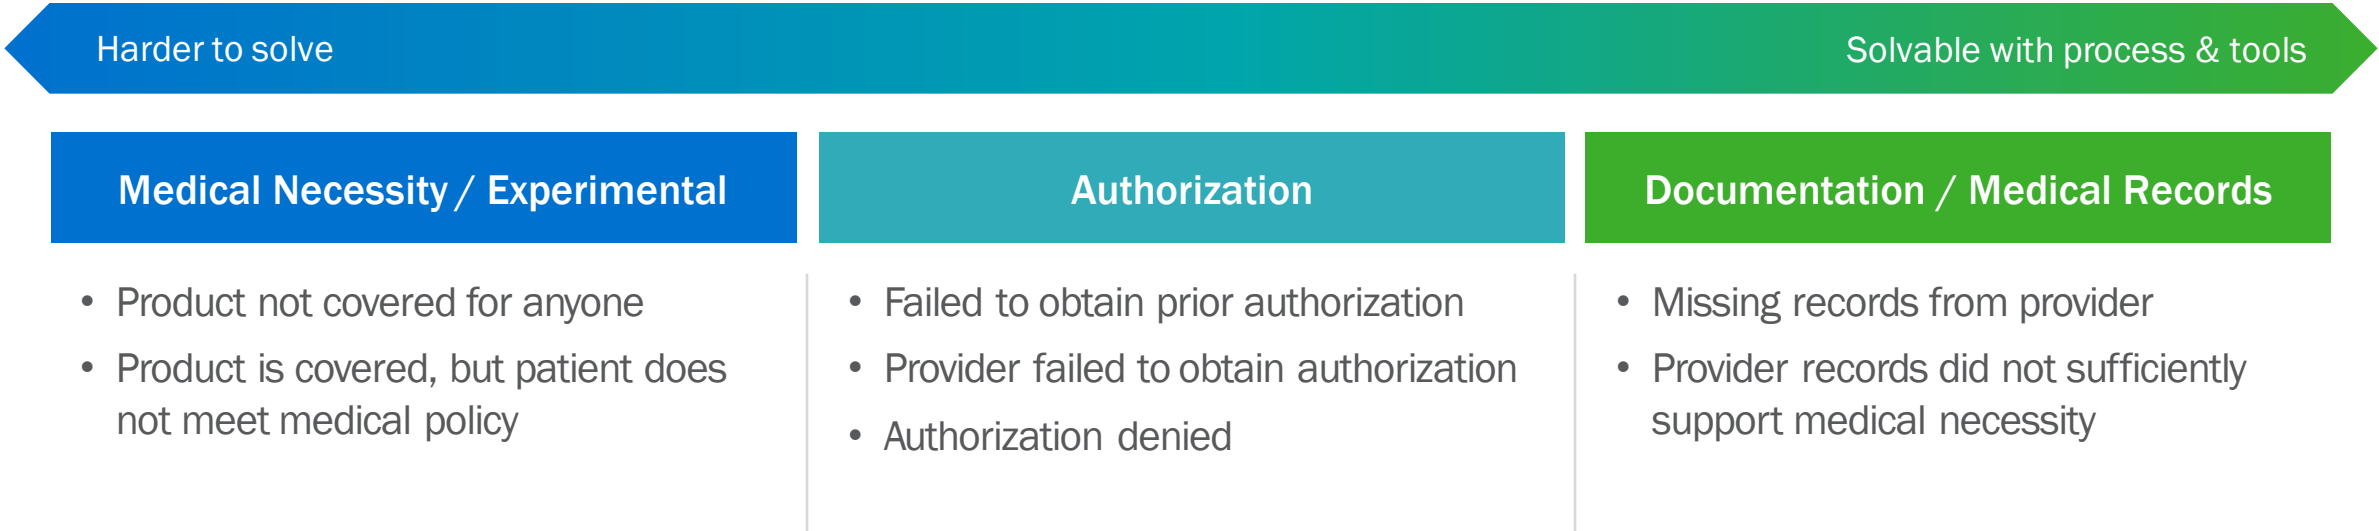 Harder to solve
Solvable with process & tools
Medical Necessity / Experimental
• Product not covered for anyone
• Product is covered, but patient does
not meet medical policy
Authorization
• Failed to obtain prior authorization
• Provider failed to obtain authorization
• Authorization denied
Documentation / Medical Records
• Missing records from provider
• Provider records did not sufficiently
support medical necessity